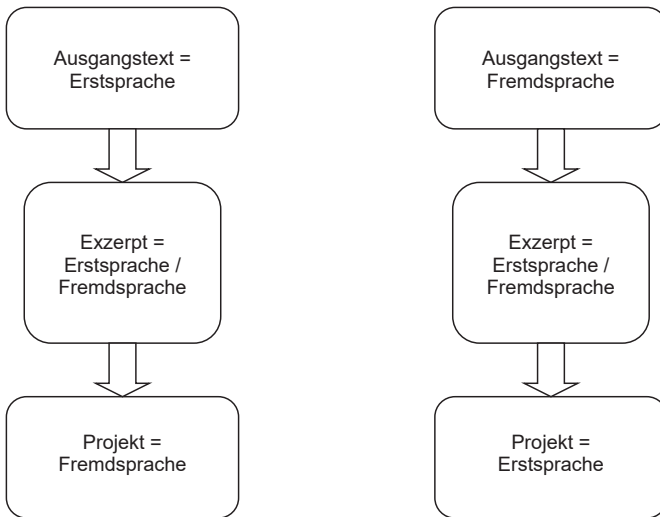 Ausgangstext =
Erstsprache
Exzerpt =
Erstsprache /
Fremdsprache
Projekt =
Fremdsprache
Ausgangstext =
Fremdsprache
Exzerpt =
Erstsprache /
Fremdsprache
Projekt =
Erstsprache